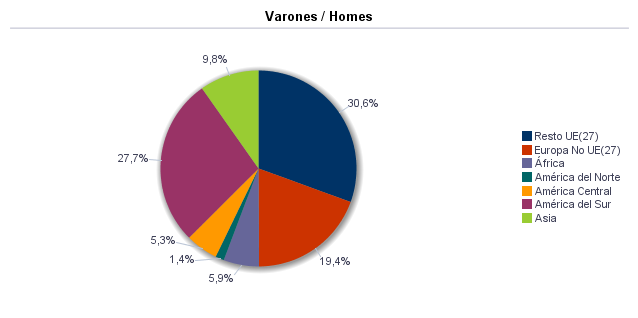 Varones / Homes
9,8%
30,6%
27,7%
5,3%
1,4%
5,9%
19,4%
Resto UE(27)
Europa No UE(27)
África
América del Norte
América Central
América del Sur
Asia